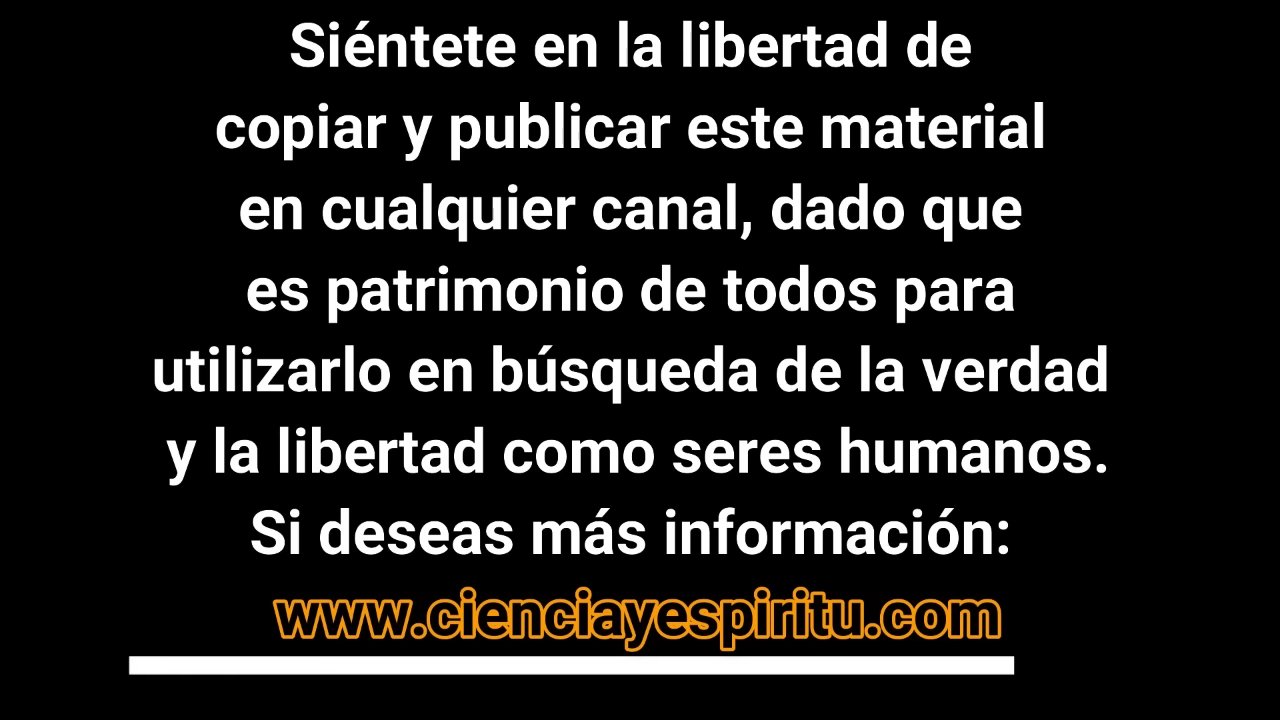 Siéntete en la libertad de
copiar y publicar este material
en cualquier canal, dado que
es patrimonio de todos para
utilizarlo en búsqueda de la verdad
y la libertad como seres humanos.
Si deseas más información:
www.cienciayespiritu.com